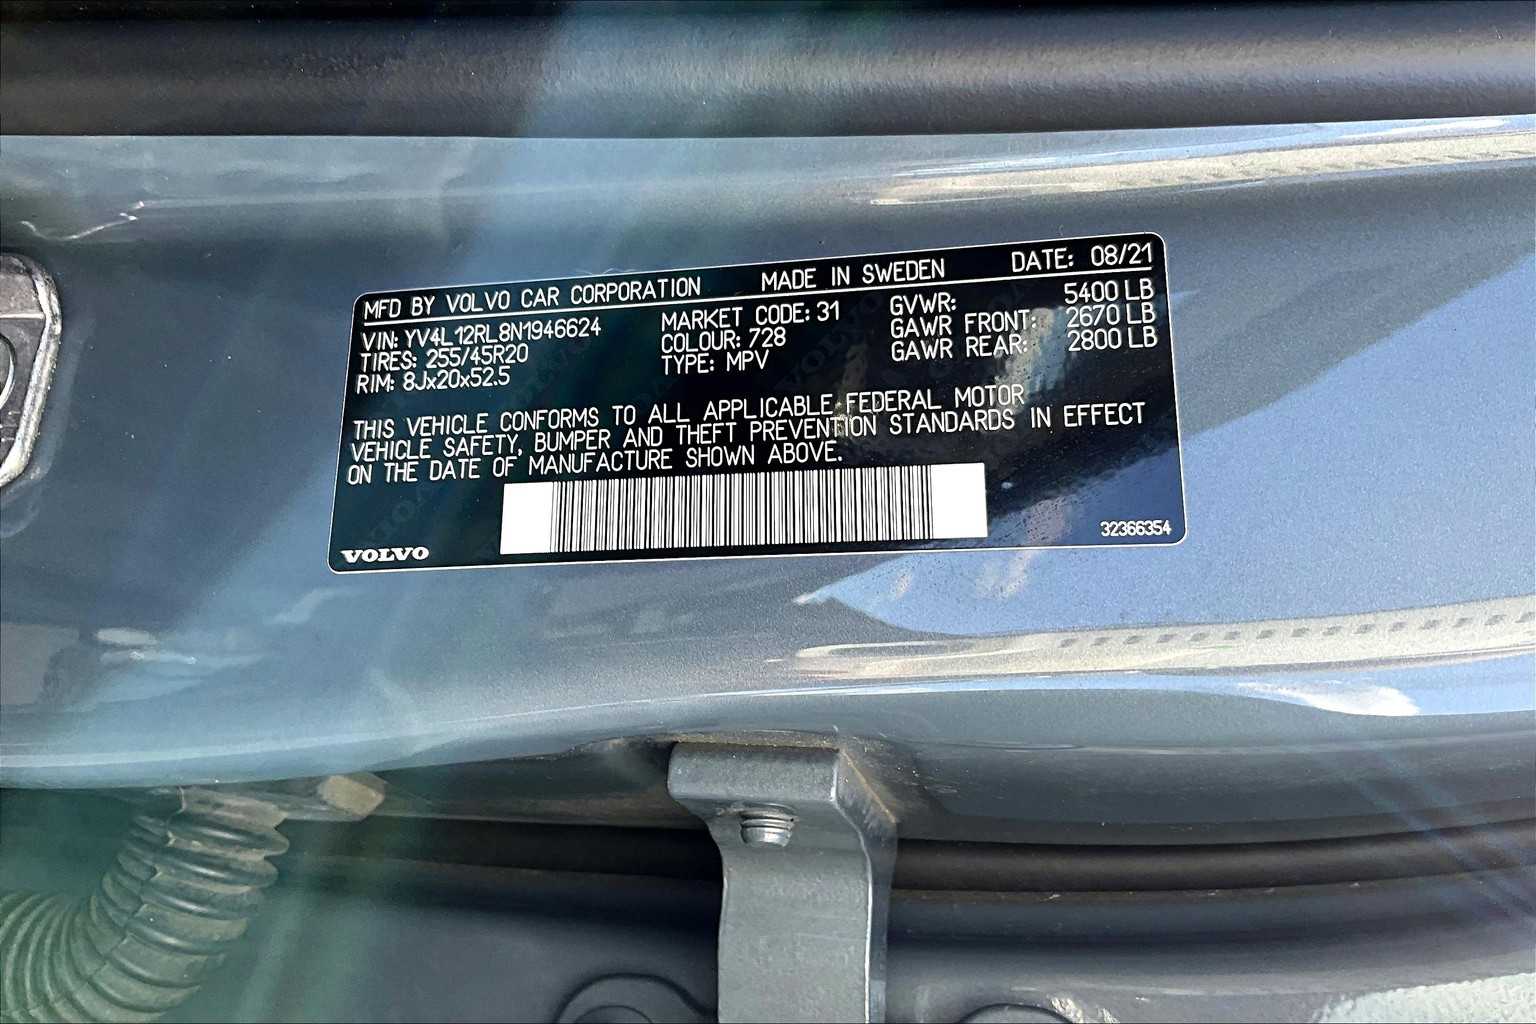 MFD BY VOLVO CAR CORPORATION MADE IN SWEDEN DATE: 08/21
VIN: YV4L12RL8N1946624 MARKET CODE: 31 GVWR: 5400 LB
TIRES: 255/45R20 COLOUR: 728 GAWR FRONT: 2670 LB
RIM: 8Jx20x52.5 TYPE: MPV GAWR REAR: 2800 LB
THIS VEHICLE CONFORMS TO ALL APPLICABLE FEDERAL MOTOR
VEHICLE SAFETY, BUMPER AND THEFT PREVENTION STANDARDS IN EFFECT
ON THE DATE OF MANUFACTURE SHOWN ABOVE.
VOLVO 32366354